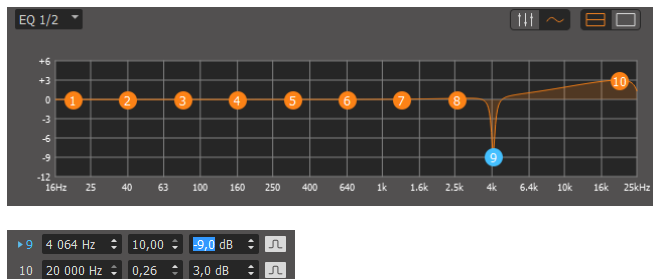 EQ 1/2
+6
+3
0
-3
-6
-9
-12
1 2 3 4 5 6 7 8 9 10
16Hz 25 40 63 100 160 250 400 640 1k 1.6k 2.5k 4k 6.4k 10k 16k 25kHz
9 4 064 Hz 10,00 -9,0 dB
10 20 000 Hz 0,26 3,0 dB